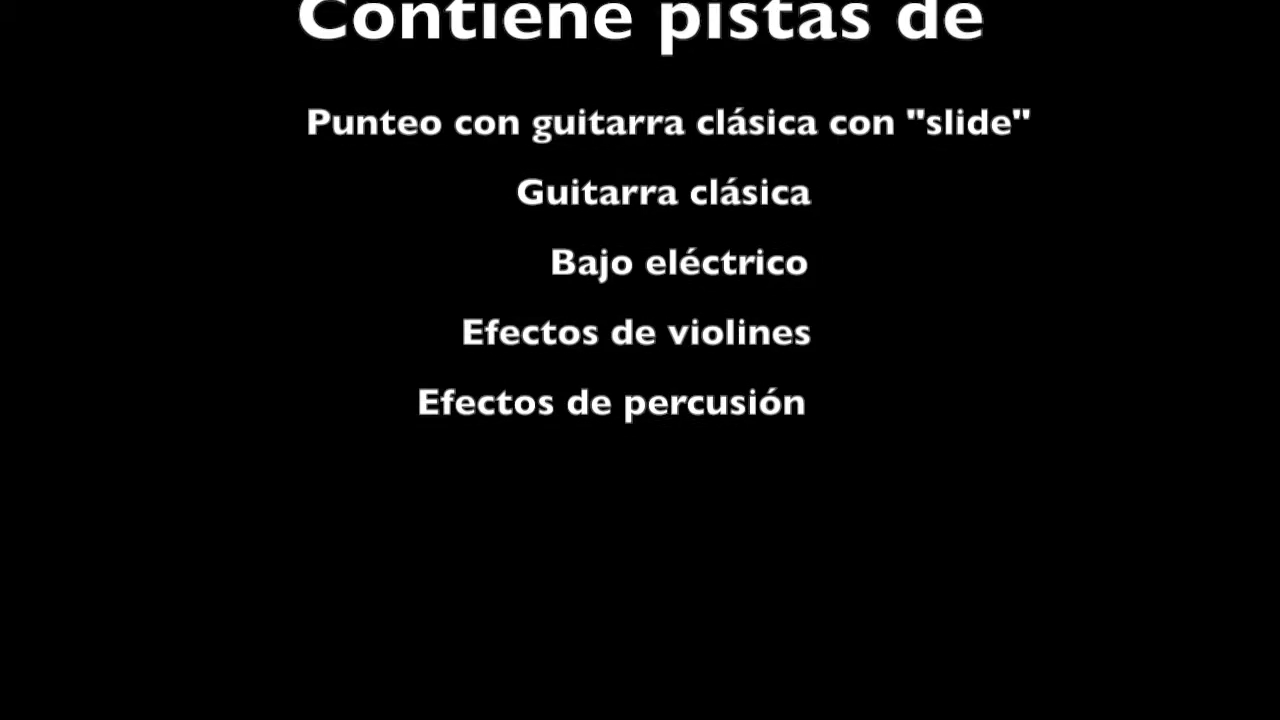 Contiene pistas de
Punteo con guitarra clásica con "slide"
Guitarra clásica
Bajo eléctrico
Efectos de violines
Efectos de percusión